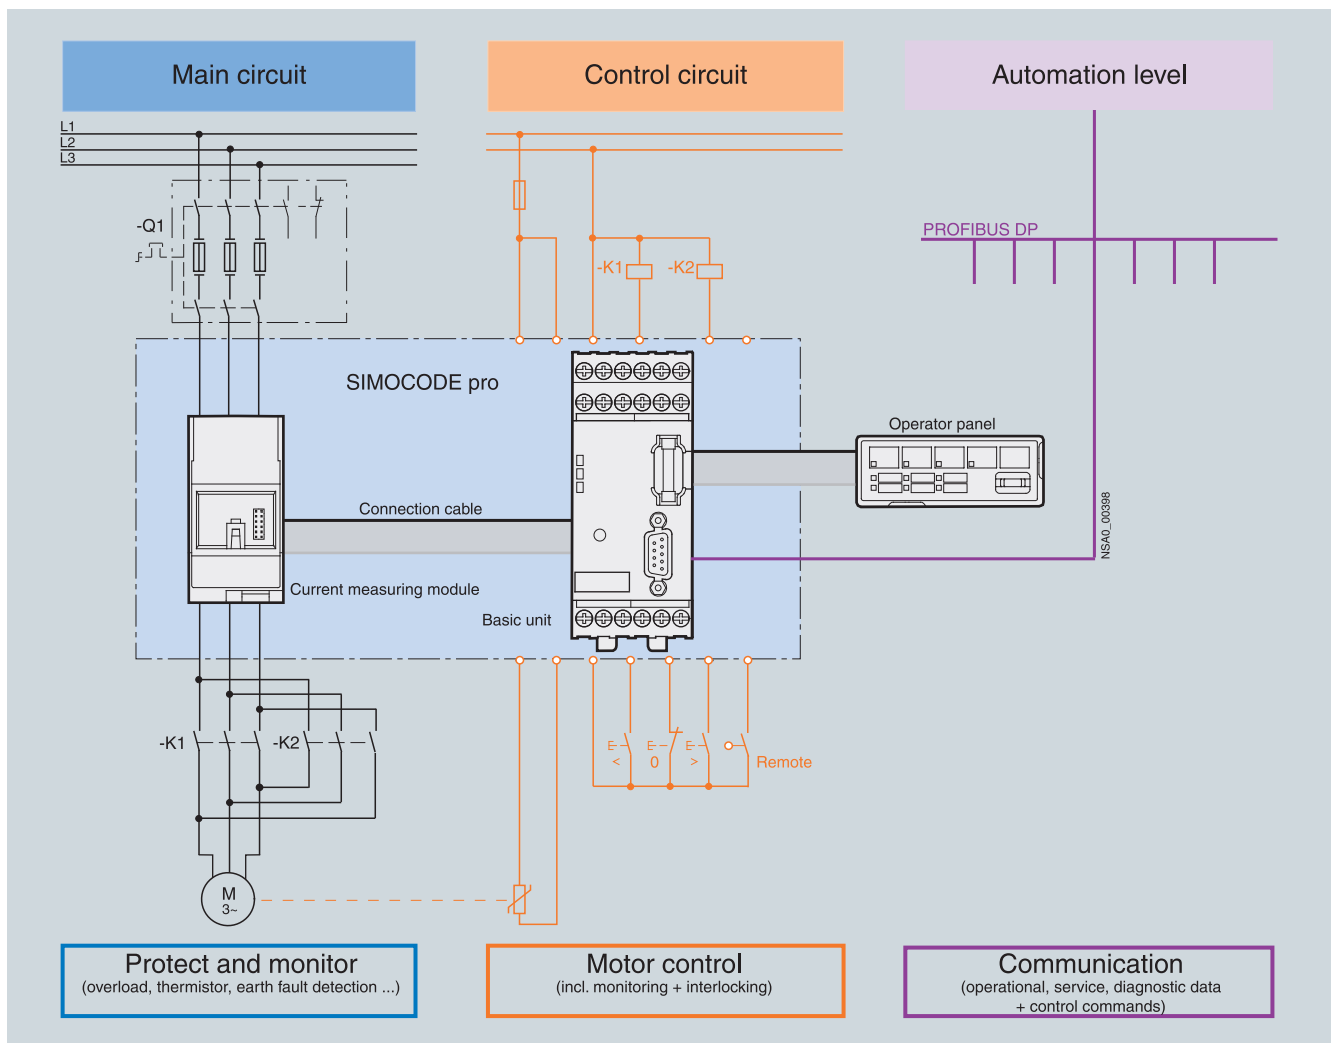 Main circuit
Control circuit
Automation level
L1
L2
L3
-Q1
PROFIBUS DP
-K1
-K2
SIMOCODE pro
Operator panel
Connection cable
NSA0_00398
Current measuring module
Basic unit
-K1
-K2
E
E
E
<
0
>
Remote
M
3~
Protect and monitor
(overload, thermistor, earth fault detection ...)
Motor control
(incl. monitoring + interlocking)
Communication
(operational, service, diagnostic data
+ control commands)